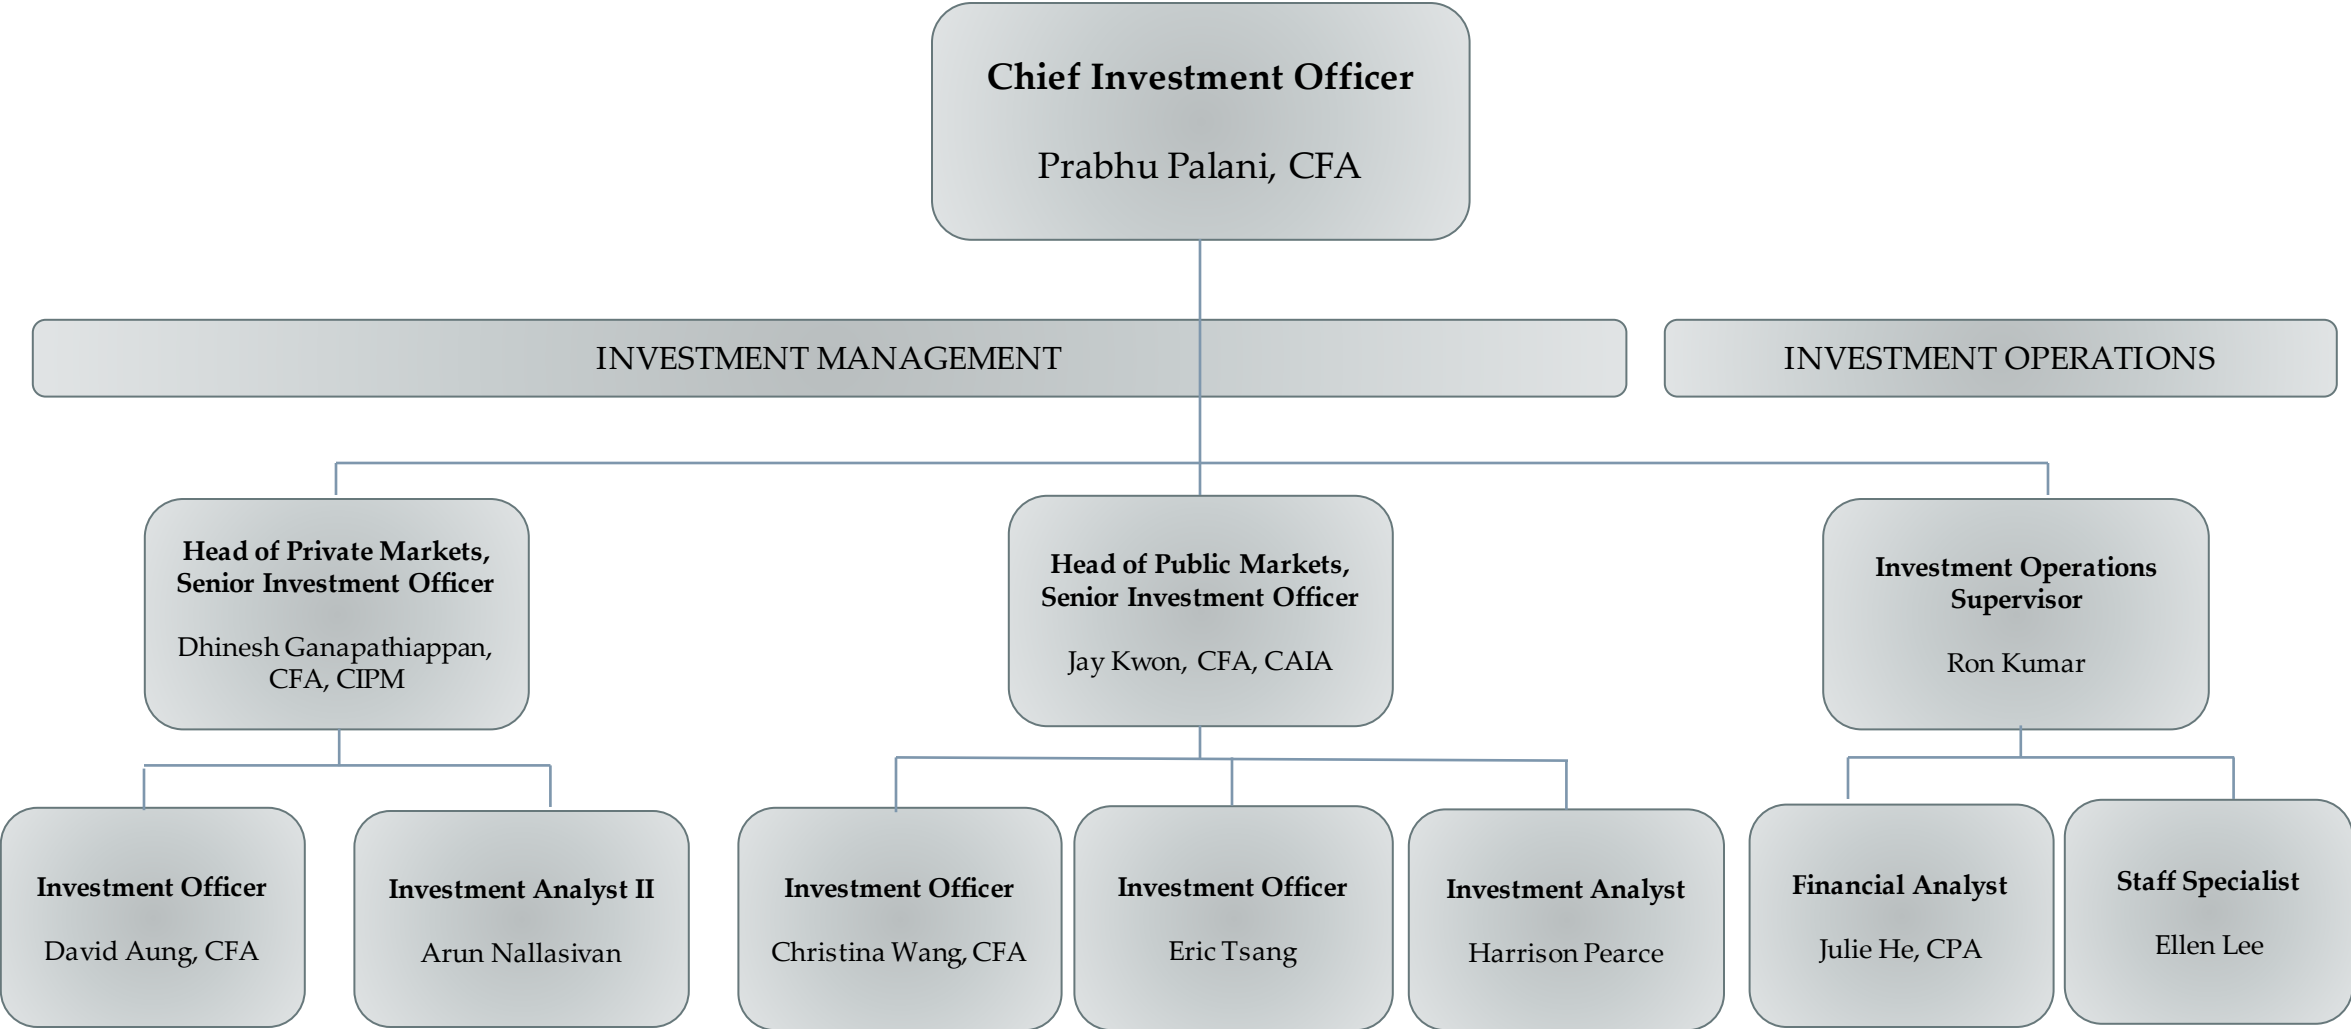 Chief Investment Officer
Prabhu Palani, CFA
INVESTMENT MANAGEMENT
INVESTMENT OPERATIONS
Head of Private Markets,
Senior Investment Officer
Dhinesh Ganapathiappan,
CFA, CIPM
Head of Public Markets,
Senior Investment Officer
Jay Kwon, CFA, CAIA
Investment Operations
Supervisor
Ron Kumar
Investment Officer
David Aung, CFA
Investment Analyst II
Arun Nallasivan
Investment Officer
Christina Wang, CFA
Investment Officer
Eric Tsang
Investment Analyst
Harrison Pearce
Financial Analyst
Julie He, CPA
Staff Specialist
Ellen Lee